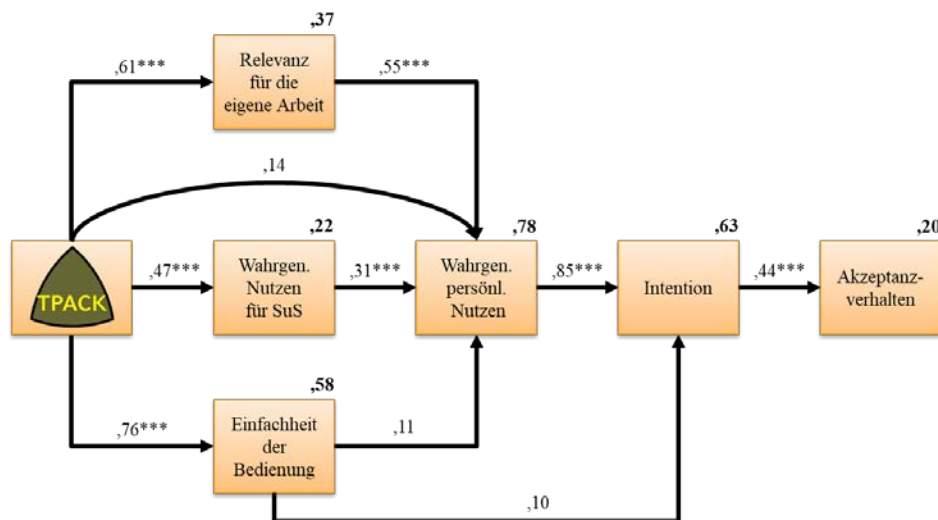 ,37
,61***
Relevanz
für die
eigene Arbeit
,55***
,14
,22
,78
,63
,20
TPACK
,47***
Wahrgen.
Nutzen
für SuS
,31***
Wahrgen.
persönl.
Nutzen
,85***
Intention
,44***
Akzeptanz-
verhalten
,58
,76***
Einfachheit
der
Bedienung
,11
,10